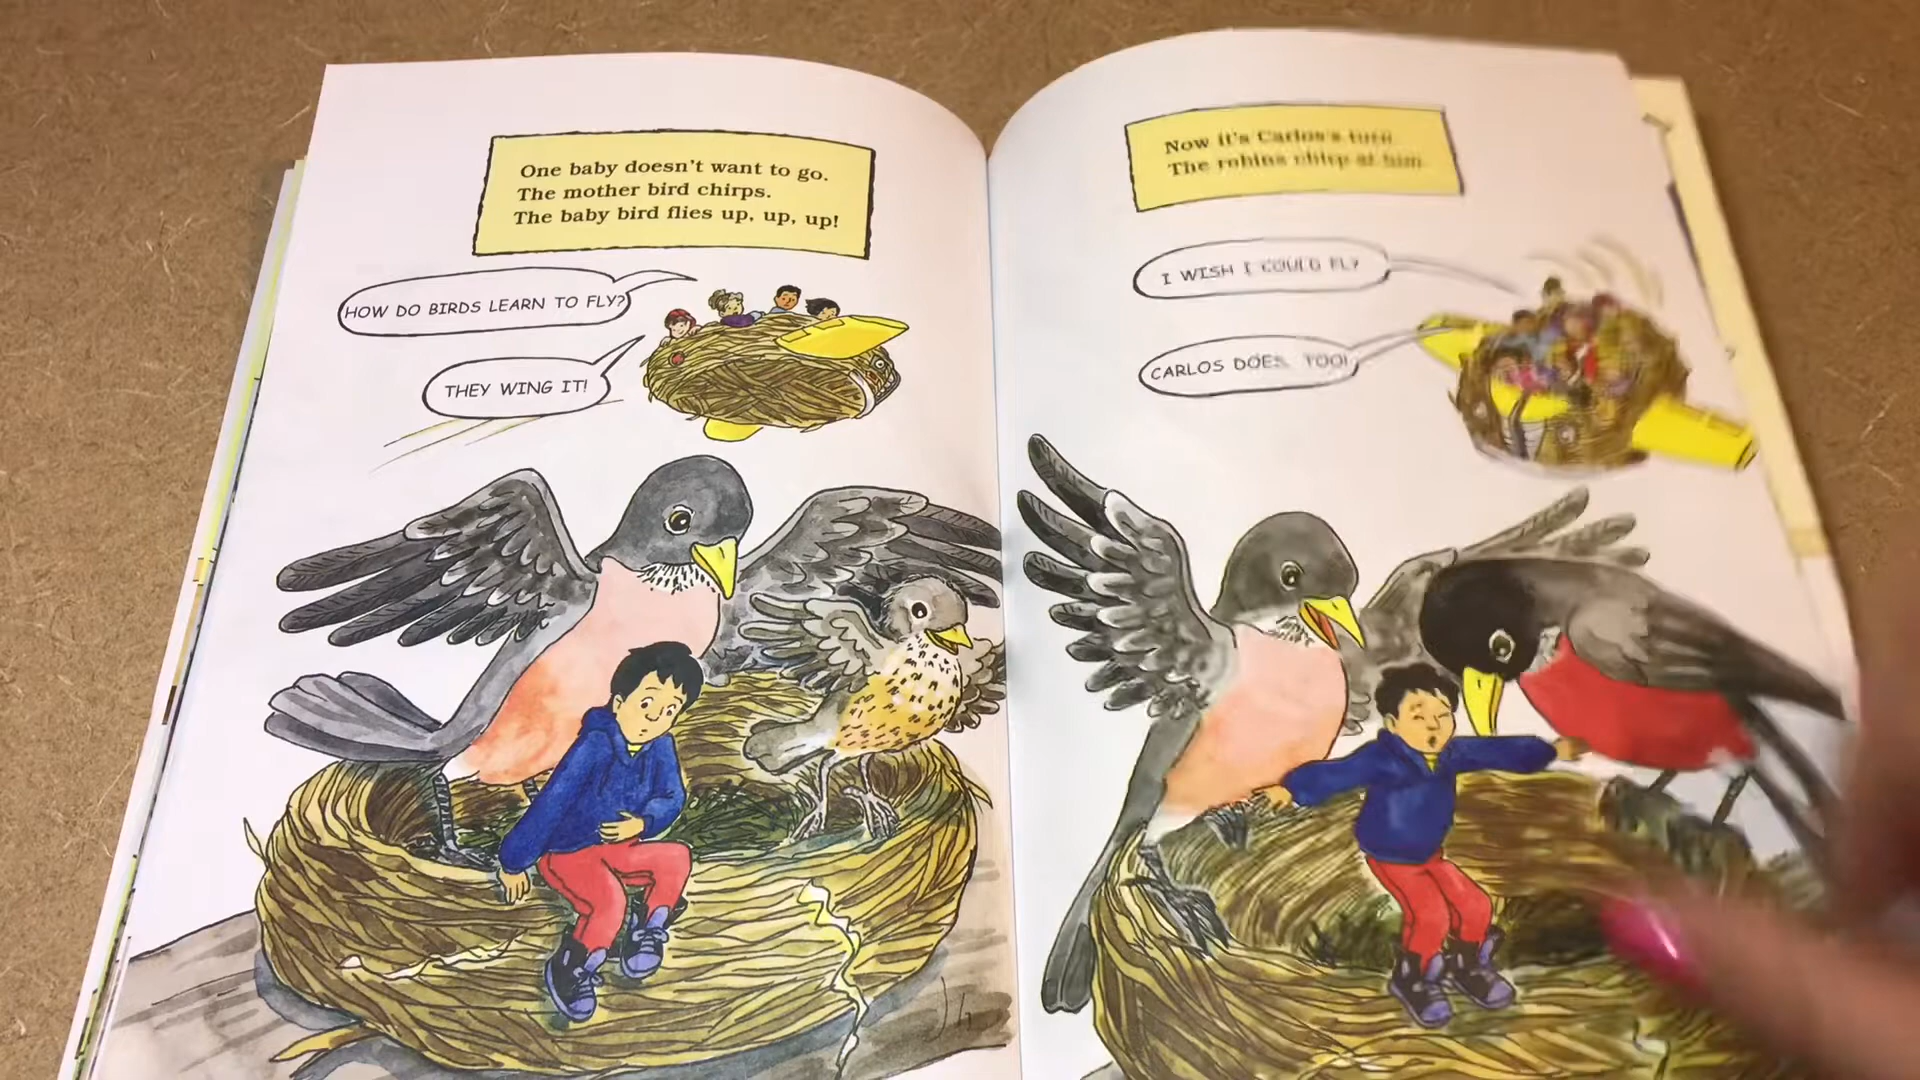 One baby doesn't want to go.
The mother bird chirps.
The baby bird flies up, up, up!
HOW DO BIRDS LEARN TO FLY?
THEY WING IT!
Now it's Carlos's turn.
The robins chirp at him.
I WISH I COULD FLY
CARLOS DOES, TOO!